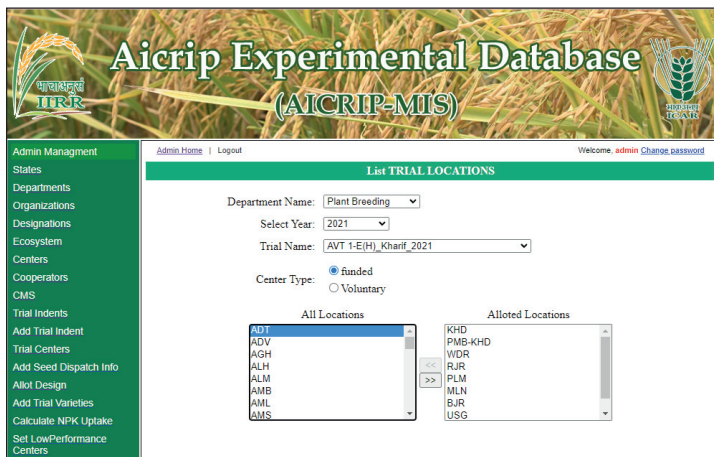 Aicrip Experimental Database
(AICRIP-MIS)
IIRR
ICAR
Admin Managment
States
Departments
Organizations
Designations
Ecosystem
Centers
Cooperators
CMS
Trial Indents
Add Trial Indent
Trial Centers
Add Seed Dispatch Info
Allot Design
Add Trial Varieties
Calculate NPK Uptake
Set LowPerformance
Centers
Admin Home | Logout
Welcome, admin Change password
List TRIAL LOCATIONS
Department Name: Plant Breeding
Select Year: 2021
Trial Name: AVT 1-E(H)_Kharif_2021
Center Type: funded
Voluntary
All Locations
ADT
ADV
AGH
ALH
ALM
AMB
AML
AMS
<<
>>
Alloted Locations
KHD
PMB-KHD
WDR
RJR
PLM
MLN
BJR
USG